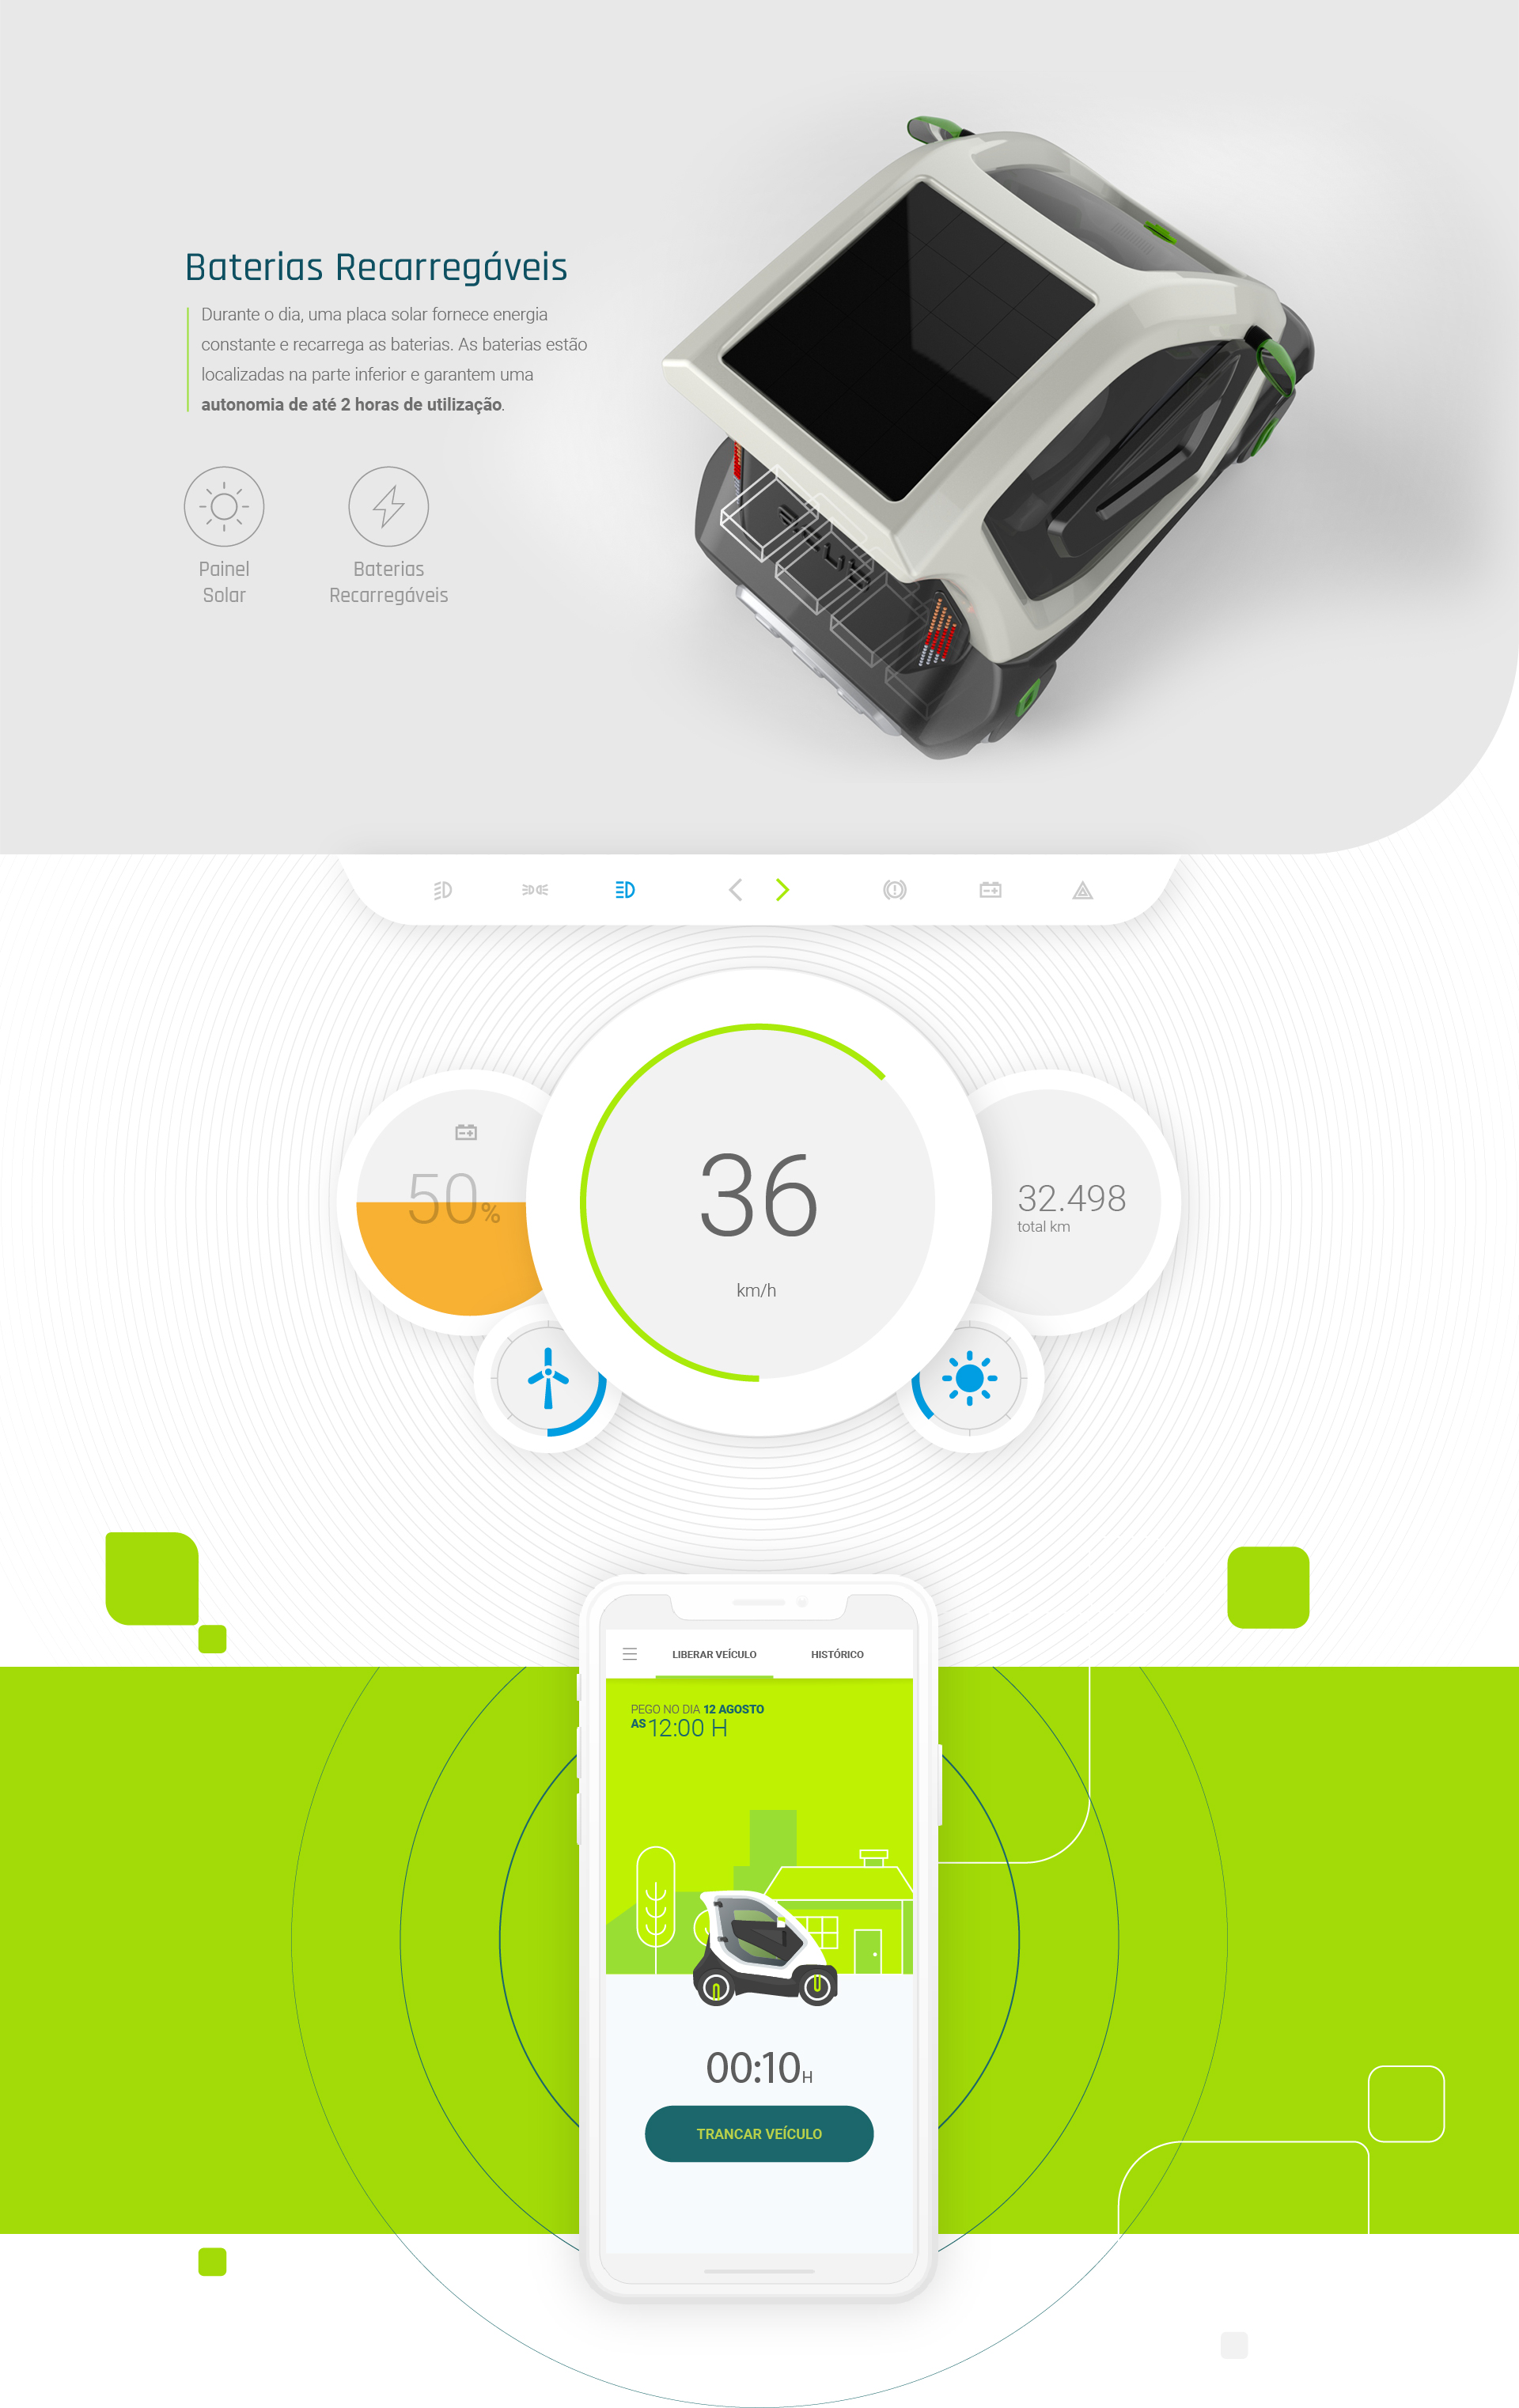 Baterias Recarregáveis
Durante o dia, uma placa solar fornece energia
constante e recarrega as baterias. As baterias estão
localizadas na parte inferior e garantem uma
autonomia de até 2 horas de utilização.
Painel
Solar
Baterias
Recarregáveis
50%
36
km/h
32.498
total km
LIBERAR VEÍCULO
HISTÓRICO
PEGO NO DIA 12 AGOSTO
AS 12:00 H
00:10 H
TRANCAR VEÍCULO